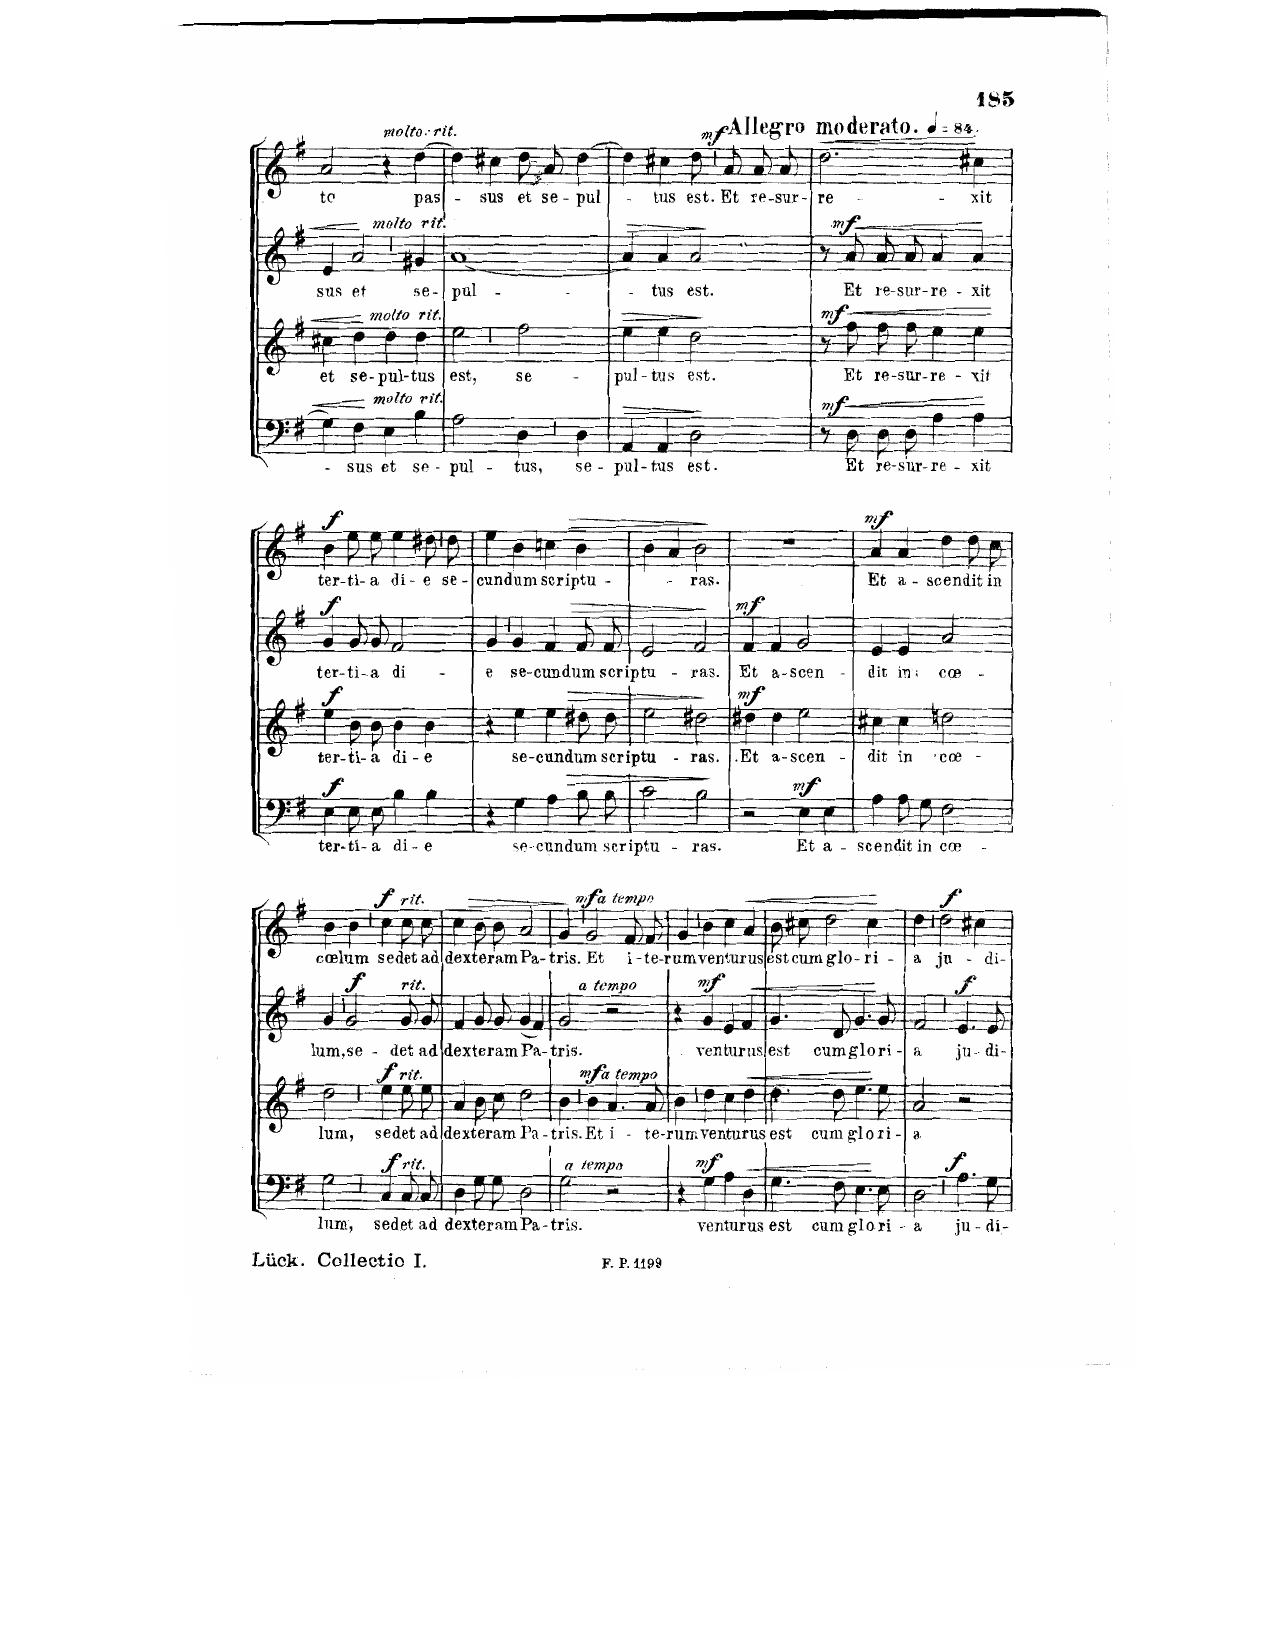 185
Allegro moderato. = 84.
molto rit. mf
to pas - sus et se - pul - tus est. Et re-sur-re - - xit
molto rit. mf
sus et se-pul - - - tus est. Et re-sur-re - xit
molto rit. mf
et se-pul-tus est, se - pul-tus est. Et re-sur-re - xit
molto rit. mf
- sus et se-pul - tus, se - pul-tus est. Et re-sur-re - xit
f mf
ter-ti-a di-e se-cundum scriptu - - ras. Et a - scendit in
f mf
ter-ti-a di - e se-cundum scriptu - ras. Et a-scen - dit in cœ -
f mf
ter-ti-a di-e se-cundum scriptu - ras. Et a-scen - dit in cœ -
f mf
ter-ti-a di-e se-cundum scriptu - ras. Et a - scendit in cœ -
f rit. mf a tempo f
cœlum sedet ad dexteram Pa-tris. Et i-te-rum venturus est cum glo-ri - a ju - di-
f rit. a tempo mf f
lum, se - det ad dexteram Pa-tris. venturus est cum glori - a ju-di-
f rit. mf a tempo
lum, sedet ad dexteram Pa-tris. Et i - te-rum venturus est cum glori - a
f rit. a tempo mf f
lum, sedet ad dexteram Pa-tris. venturus est cum glori - a ju-di-
Lück. Collectio I. F. P. 1199